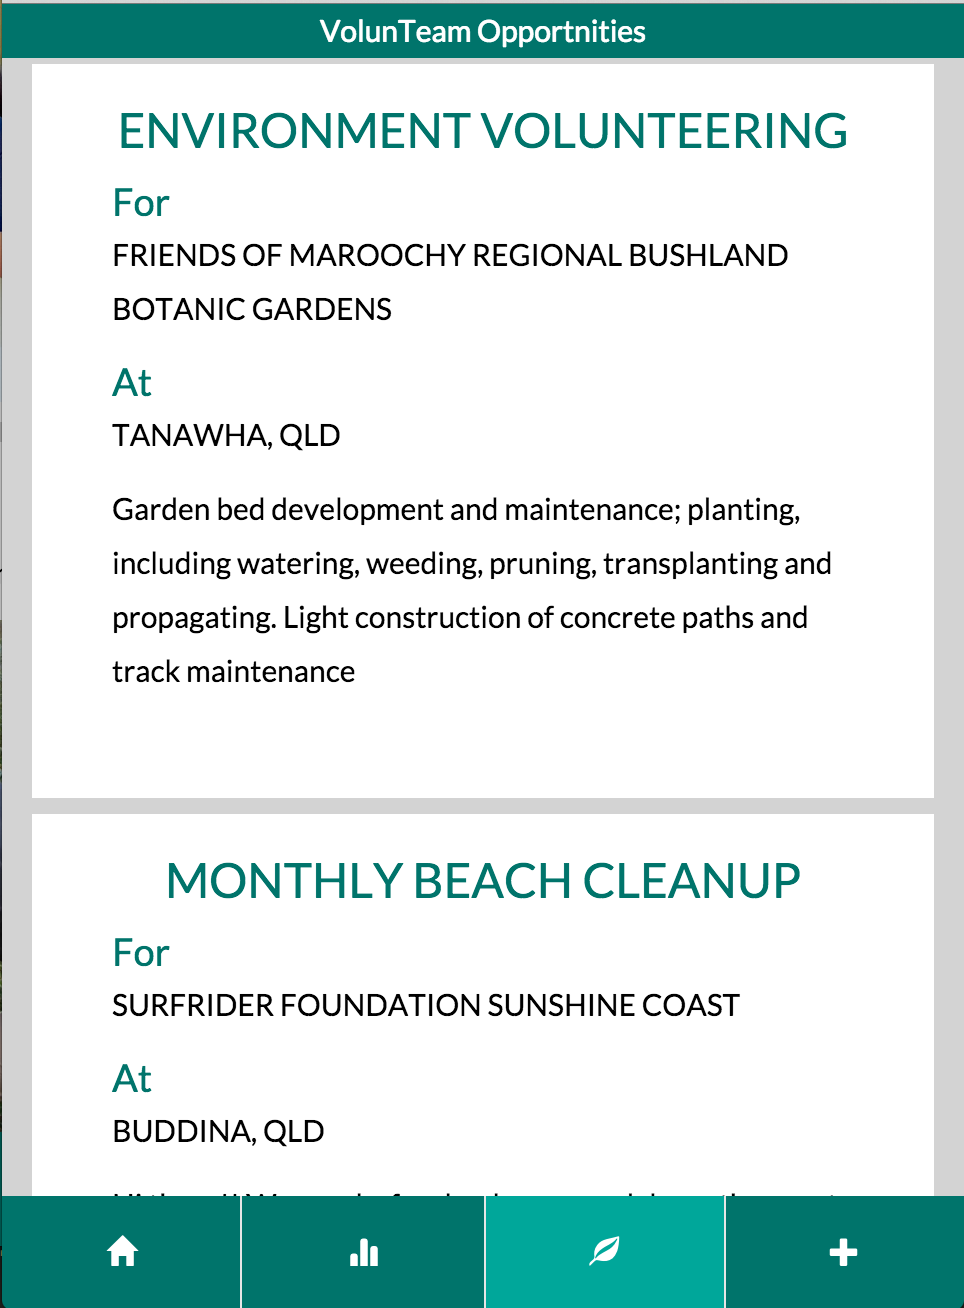 VolunTeam Opportnities
ENVIRONMENT VOLUNTEERING
For
FRIENDS OF MAROOCHY REGIONAL BUSHLAND
BOTANIC GARDENS
At
TANAWHA, QLD
Garden bed development and maintenance; planting,
including watering, weeding, pruning, transplanting and
propagating. Light construction of concrete paths and
track maintenance
MONTHLY BEACH CLEANUP
For
SURFRIDER FOUNDATION SUNSHINE COAST
At
BUDDINA, QLD